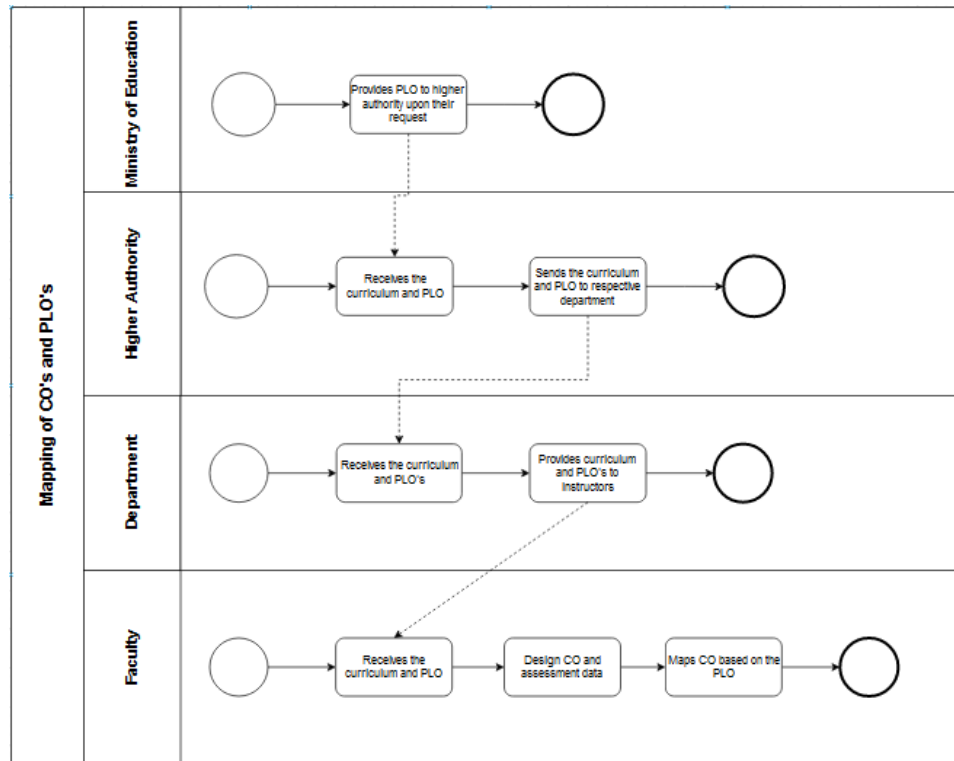 Mapping of CO's and PLO's
Ministry of Education
Provides PLO to higher
authority upon their
request
Higher Authority
Receives the
curriculum and PLO
Sends the curriculum
and PLO to respective
department
Department
Receives the curriculum
and PLO's
Provides curriculum
and PLO's to
instructors
Faculty
Receives the
curriculum and PLO
Design CO and
assessment data
Maps CO based on the
PLO